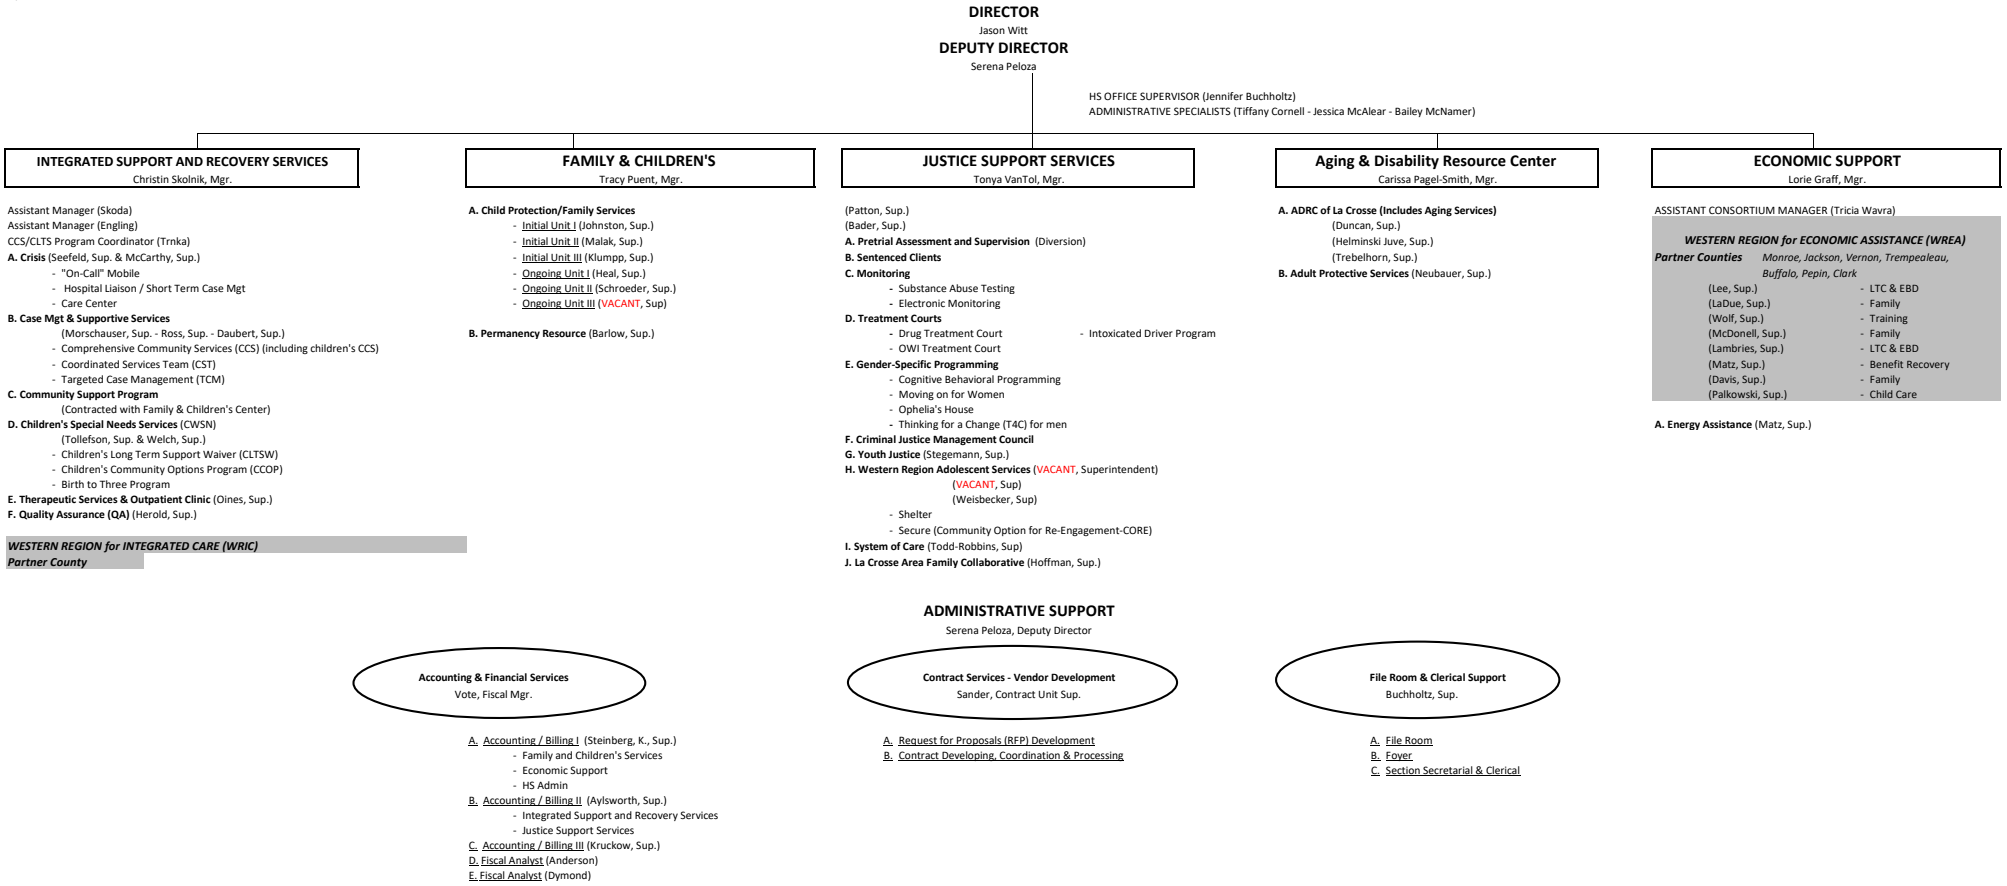 DIRECTOR
Jason Witt
DEPUTY DIRECTOR
Serena Peloza
HS OFFICE SUPERVISOR (Jennifer Buchholtz)
ADMINISTRATIVE SPECIALISTS (Tiffany Cornell - Jessica McAlear - Bailey McNamer)
INTEGRATED SUPPORT AND RECOVERY SERVICES
Christin Skolnik, Mgr.
Assistant Manager (Skoda)
Assistant Manager (Engling)
CCS/CLTS Program Coordinator (Trnka)
A. Crisis (Seefeld, Sup. & McCarthy, Sup.)
- "On-Call" Mobile
- Hospital Liaison / Short Term Case Mgt
- Care Center
B. Case Mgt & Supportive Services
(Morschauser, Sup. - Ross, Sup. - Daubert, Sup.)
- Comprehensive Community Services (CCS) (including children's CCS)
- Coordinated Services Team (CST)
- Targeted Case Management (TCM)
C. Community Support Program
(Contracted with Family & Children's Center)
D. Children's Special Needs Services (CWSN)
(Tollefson, Sup. & Welch, Sup.)
- Children's Long Term Support Waiver (CLTSW)
- Children's Community Options Program (CCOP)
- Birth to Three Program
E. Therapeutic Services & Outpatient Clinic (Oines, Sup.)
F. Quality Assurance (QA) (Herold, Sup.)
WESTERN REGION for INTEGRATED CARE (WRIC)
Partner County
FAMILY & CHILDREN'S
Tracy Puent, Mgr.
A. Child Protection/Family Services
- Initial Unit I (Johnston, Sup.)
- Initial Unit II (Malak, Sup.)
- Initial Unit III (Klumpp, Sup.)
- Ongoing Unit I (Heal, Sup.)
- Ongoing Unit II (Schroeder, Sup.)
- Ongoing Unit III (VACANT, Sup)
B. Permanency Resource (Barlow, Sup.)
JUSTICE SUPPORT SERVICES
Tonya VanTol, Mgr.
(Patton, Sup.)
(Bader, Sup.)
A. Pretrial Assessment and Supervision (Diversion)
B. Sentenced Clients
C. Monitoring
- Substance Abuse Testing
- Electronic Monitoring
D. Treatment Courts
- Drug Treatment Court - Intoxicated Driver Program
- OWI Treatment Court
E. Gender-Specific Programming
- Cognitive Behavioral Programming
- Moving on for Women
- Ophelia's House
- Thinking for a Change (T4C) for men
F. Criminal Justice Management Council
G. Youth Justice (Stegemann, Sup.)
H. Western Region Adolescent Services (VACANT, Superintendent)
(VACANT, Sup)
(Weisbecker, Sup)
- Shelter
- Secure (Community Option for Re-Engagement-CORE)
I. System of Care (Todd-Robbins, Sup)
J. La Crosse Area Family Collaborative (Hoffman, Sup.)
Aging & Disability Resource Center
Carissa Pagel-Smith, Mgr.
A. ADRC of La Crosse (Includes Aging Services)
(Duncan, Sup.)
(Helminski Juve, Sup.)
(Trebelhorn, Sup.)
B. Adult Protective Services (Neubauer, Sup.)
ECONOMIC SUPPORT
Lorie Graff, Mgr.
ASSISTANT CONSORTIUM MANAGER (Tricia Wavra)
WESTERN REGION for ECONOMIC ASSISTANCE (WREA)
Partner Counties Monroe, Jackson, Vernon, Trempealeau,
Buffalo, Pepin, Clark
(Lee, Sup.) - LTC & EBD
(LaDue, Sup.) - Family
(Wolf, Sup.) - Training
(McDonell, Sup.) - Family
(Lambries, Sup.) - LTC & EBD
(Matz, Sup.) - Benefit Recovery
(Davis, Sup.) - Family
(Palkowski, Sup.) - Child Care
A. Energy Assistance (Matz, Sup.)
ADMINISTRATIVE SUPPORT
Serena Peloza, Deputy Director
Accounting & Financial Services
Vote, Fiscal Mgr.
A. Accounting / Billing I (Steinberg, K., Sup.)
- Family and Children's Services
- Economic Support
- HS Admin
B. Accounting / Billing II (Aylsworth, Sup.)
- Integrated Support and Recovery Services
- Justice Support Services
C. Accounting / Billing III (Kruckow, Sup.)
D. Fiscal Analyst (Anderson)
E. Fiscal Analyst (Dymond)
Contract Services - Vendor Development
Sander, Contract Unit Sup.
A. Request for Proposals (RFP) Development
B. Contract Developing, Coordination & Processing
File Room & Clerical Support
Buchholtz, Sup.
A. File Room
B. Foyer
C. Section Secretarial & Clerical